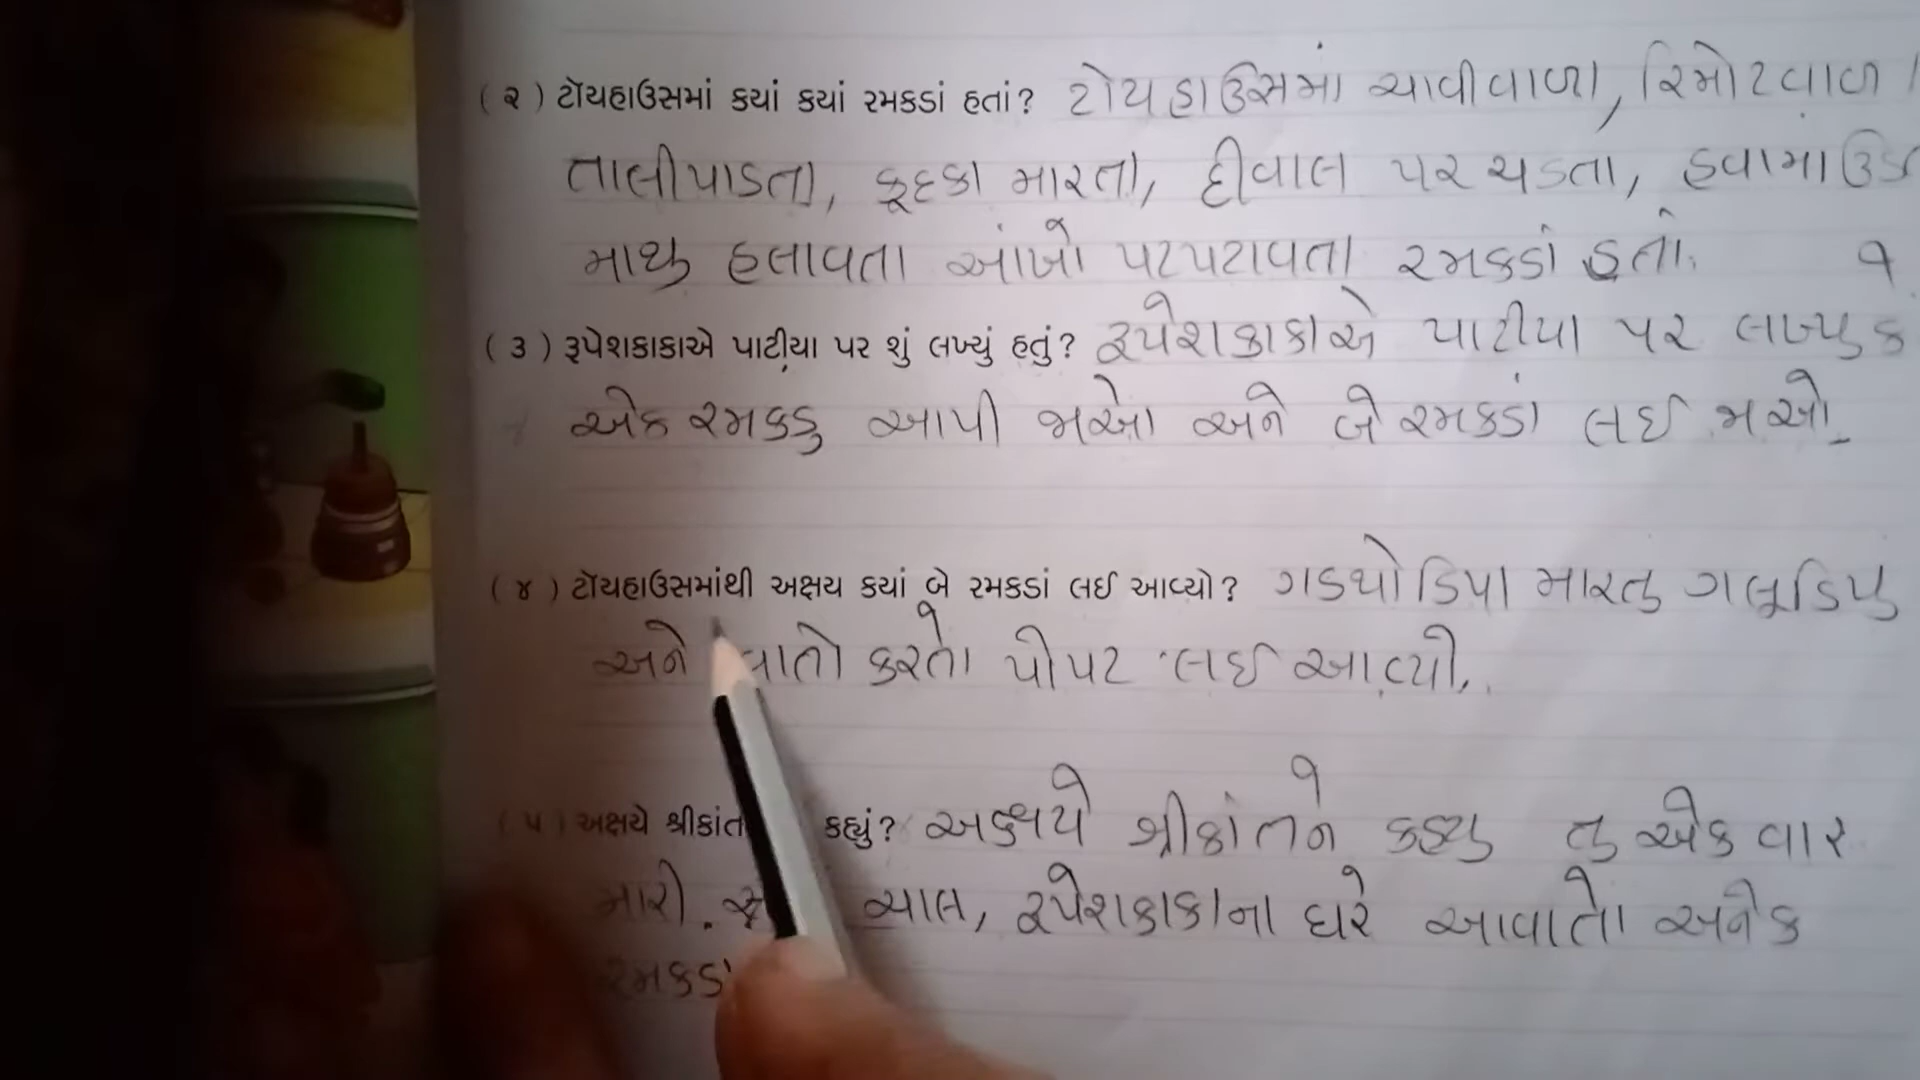 (૨) ટૉયહાઉસમાં કયાં કયાં રમકડાં હતાં? ટોયહાઉસમાં ચાવીવાળા, રિમોટવાળા
તાલીપાડતા, કૂદકા મારતા, દીવાલ પર ચડતા, હવામાં
માથુ હલાવતા આંખો પટપટાવતા રમકડાં હતાં.
(૩) રૂપેશકાકાએ પાટીયા પર શું લખ્યું હતું? રૂપેશકાકાએ પાટીયા પર લખ્યુ કે
એક રમકડુ આપી જાઓ અને બે રમકડાં લઈ જાઓ
(૪) ટૉયહાઉસમાંથી અક્ષય કયાં બે રમકડાં લઈ આવ્યો? ગડથોડિયા મારતુ ગલૂડિયુ
અને વાતો કરતો પોપટ લઈ આવ્યો.
(૫) અક્ષયે શ્રીકાંત કહ્યું? અક્ષયે શ્રીકાંતને કહ્યુ તુ એક વાર
મારી. ચાલ, રૂપેશકાકાના ઘરે આવાતો અનેક
રમકડાં